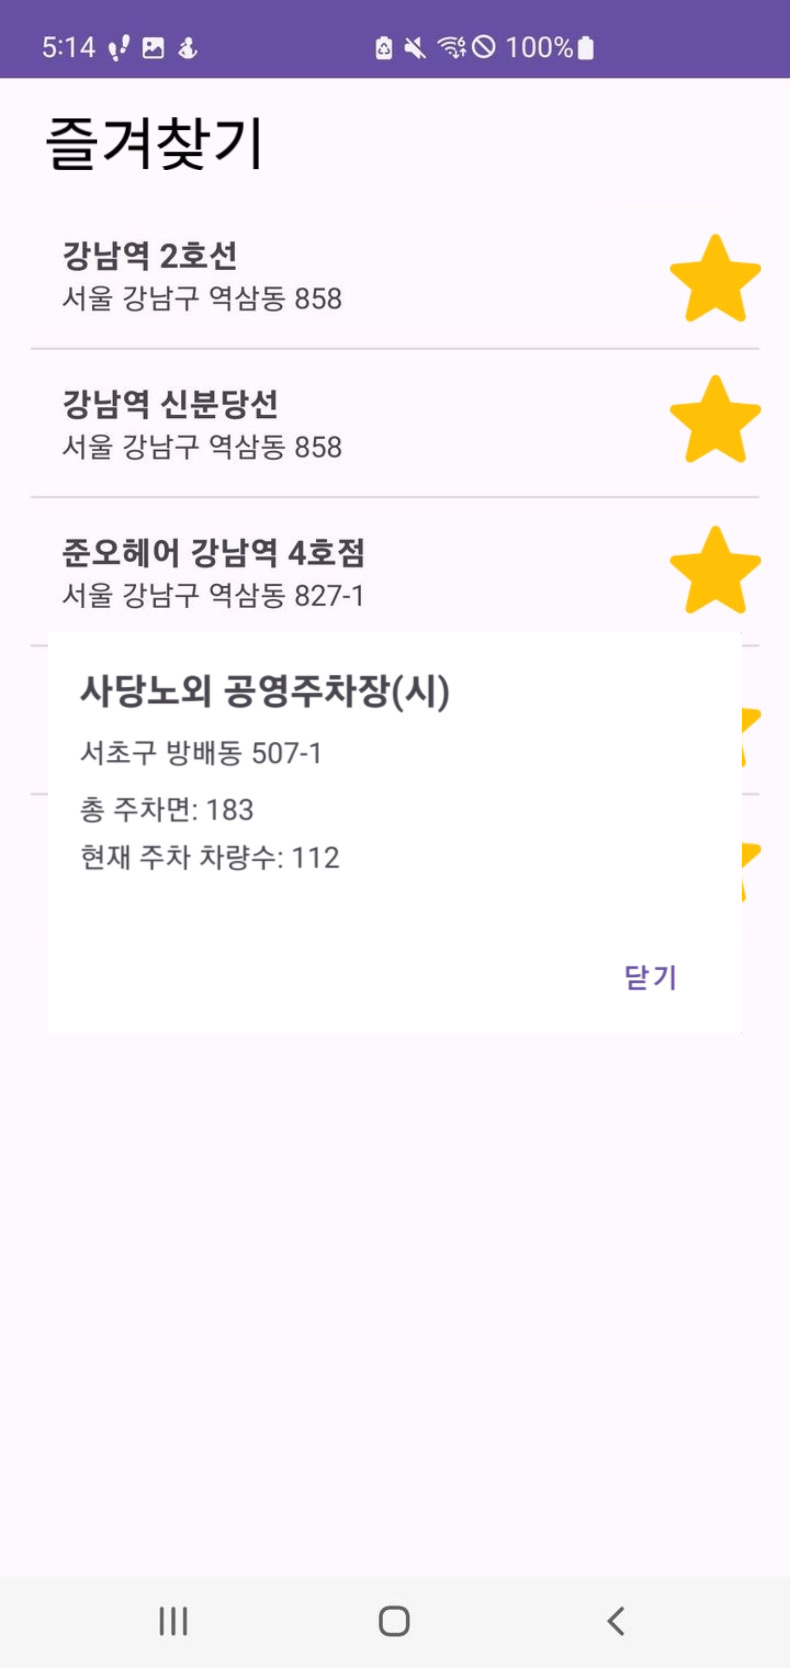 5:14
100%
즐겨찾기
강남역 2호선
서울 강남구 역삼동 858
강남역 신분당선
서울 강남구 역삼동 858
준오헤어 강남역 4호점
서울 강남구 역삼동 827-1
사당노외 공영주차장(시)
서초구 방배동 507-1
총 주차면: 183
현재 주차 차량수: 112
닫기